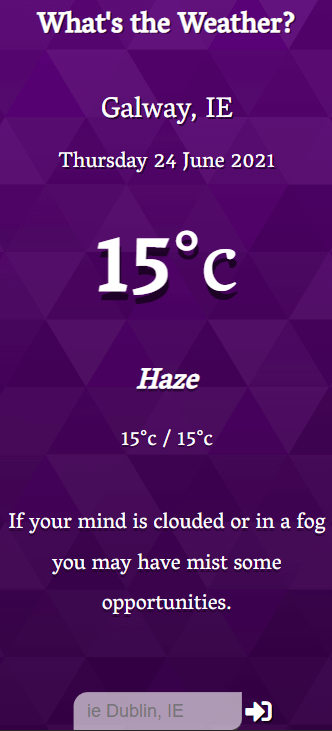 What's the Weather?
Galway, IE
Thursday 24 June 2021
15°c
Haze
15°c / 15°c
If your mind is clouded or in a fog
you may have mist some
opportunities.
ie Dublin, IE